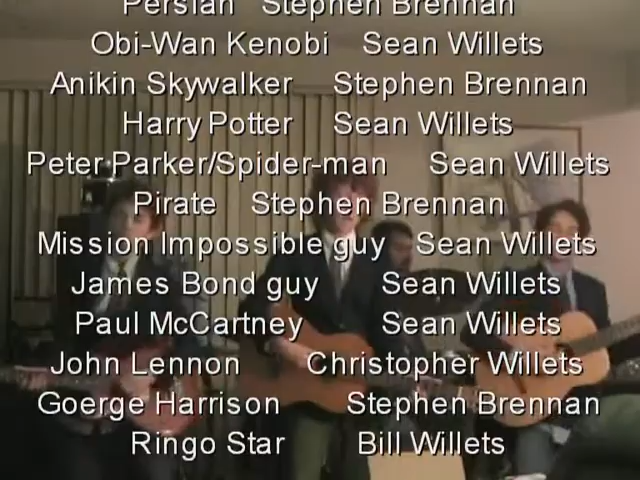 Persian Stephen Brennan
Obi-Wan Kenobi Sean Willets
Anikin Skywalker Stephen Brennan
Harry Potter Sean Willets
Peter Parker/Spider-man Sean Willets
Pirate Stephen Brennan
Mission Impossible guy Sean Willets
James Bond guy Sean Willets
Paul McCartney Sean Willets
John Lennon Christopher Willets
Goerge Harrison Stephen Brennan
Ringo Star Bill Willets